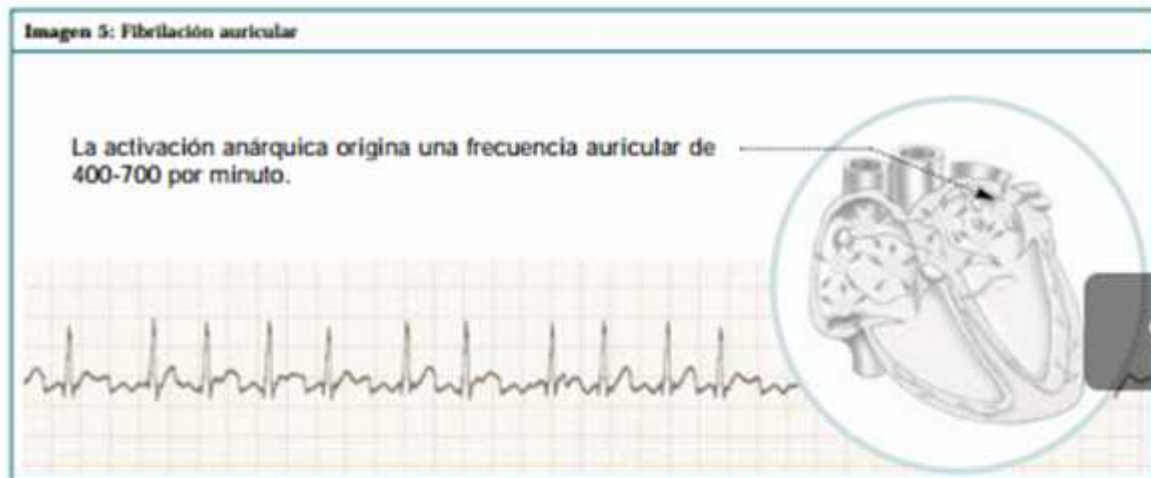 Imagen 5: Fibrilación auricular
La activación anárquica origina una frecuencia auricular de
400-700 por minuto.